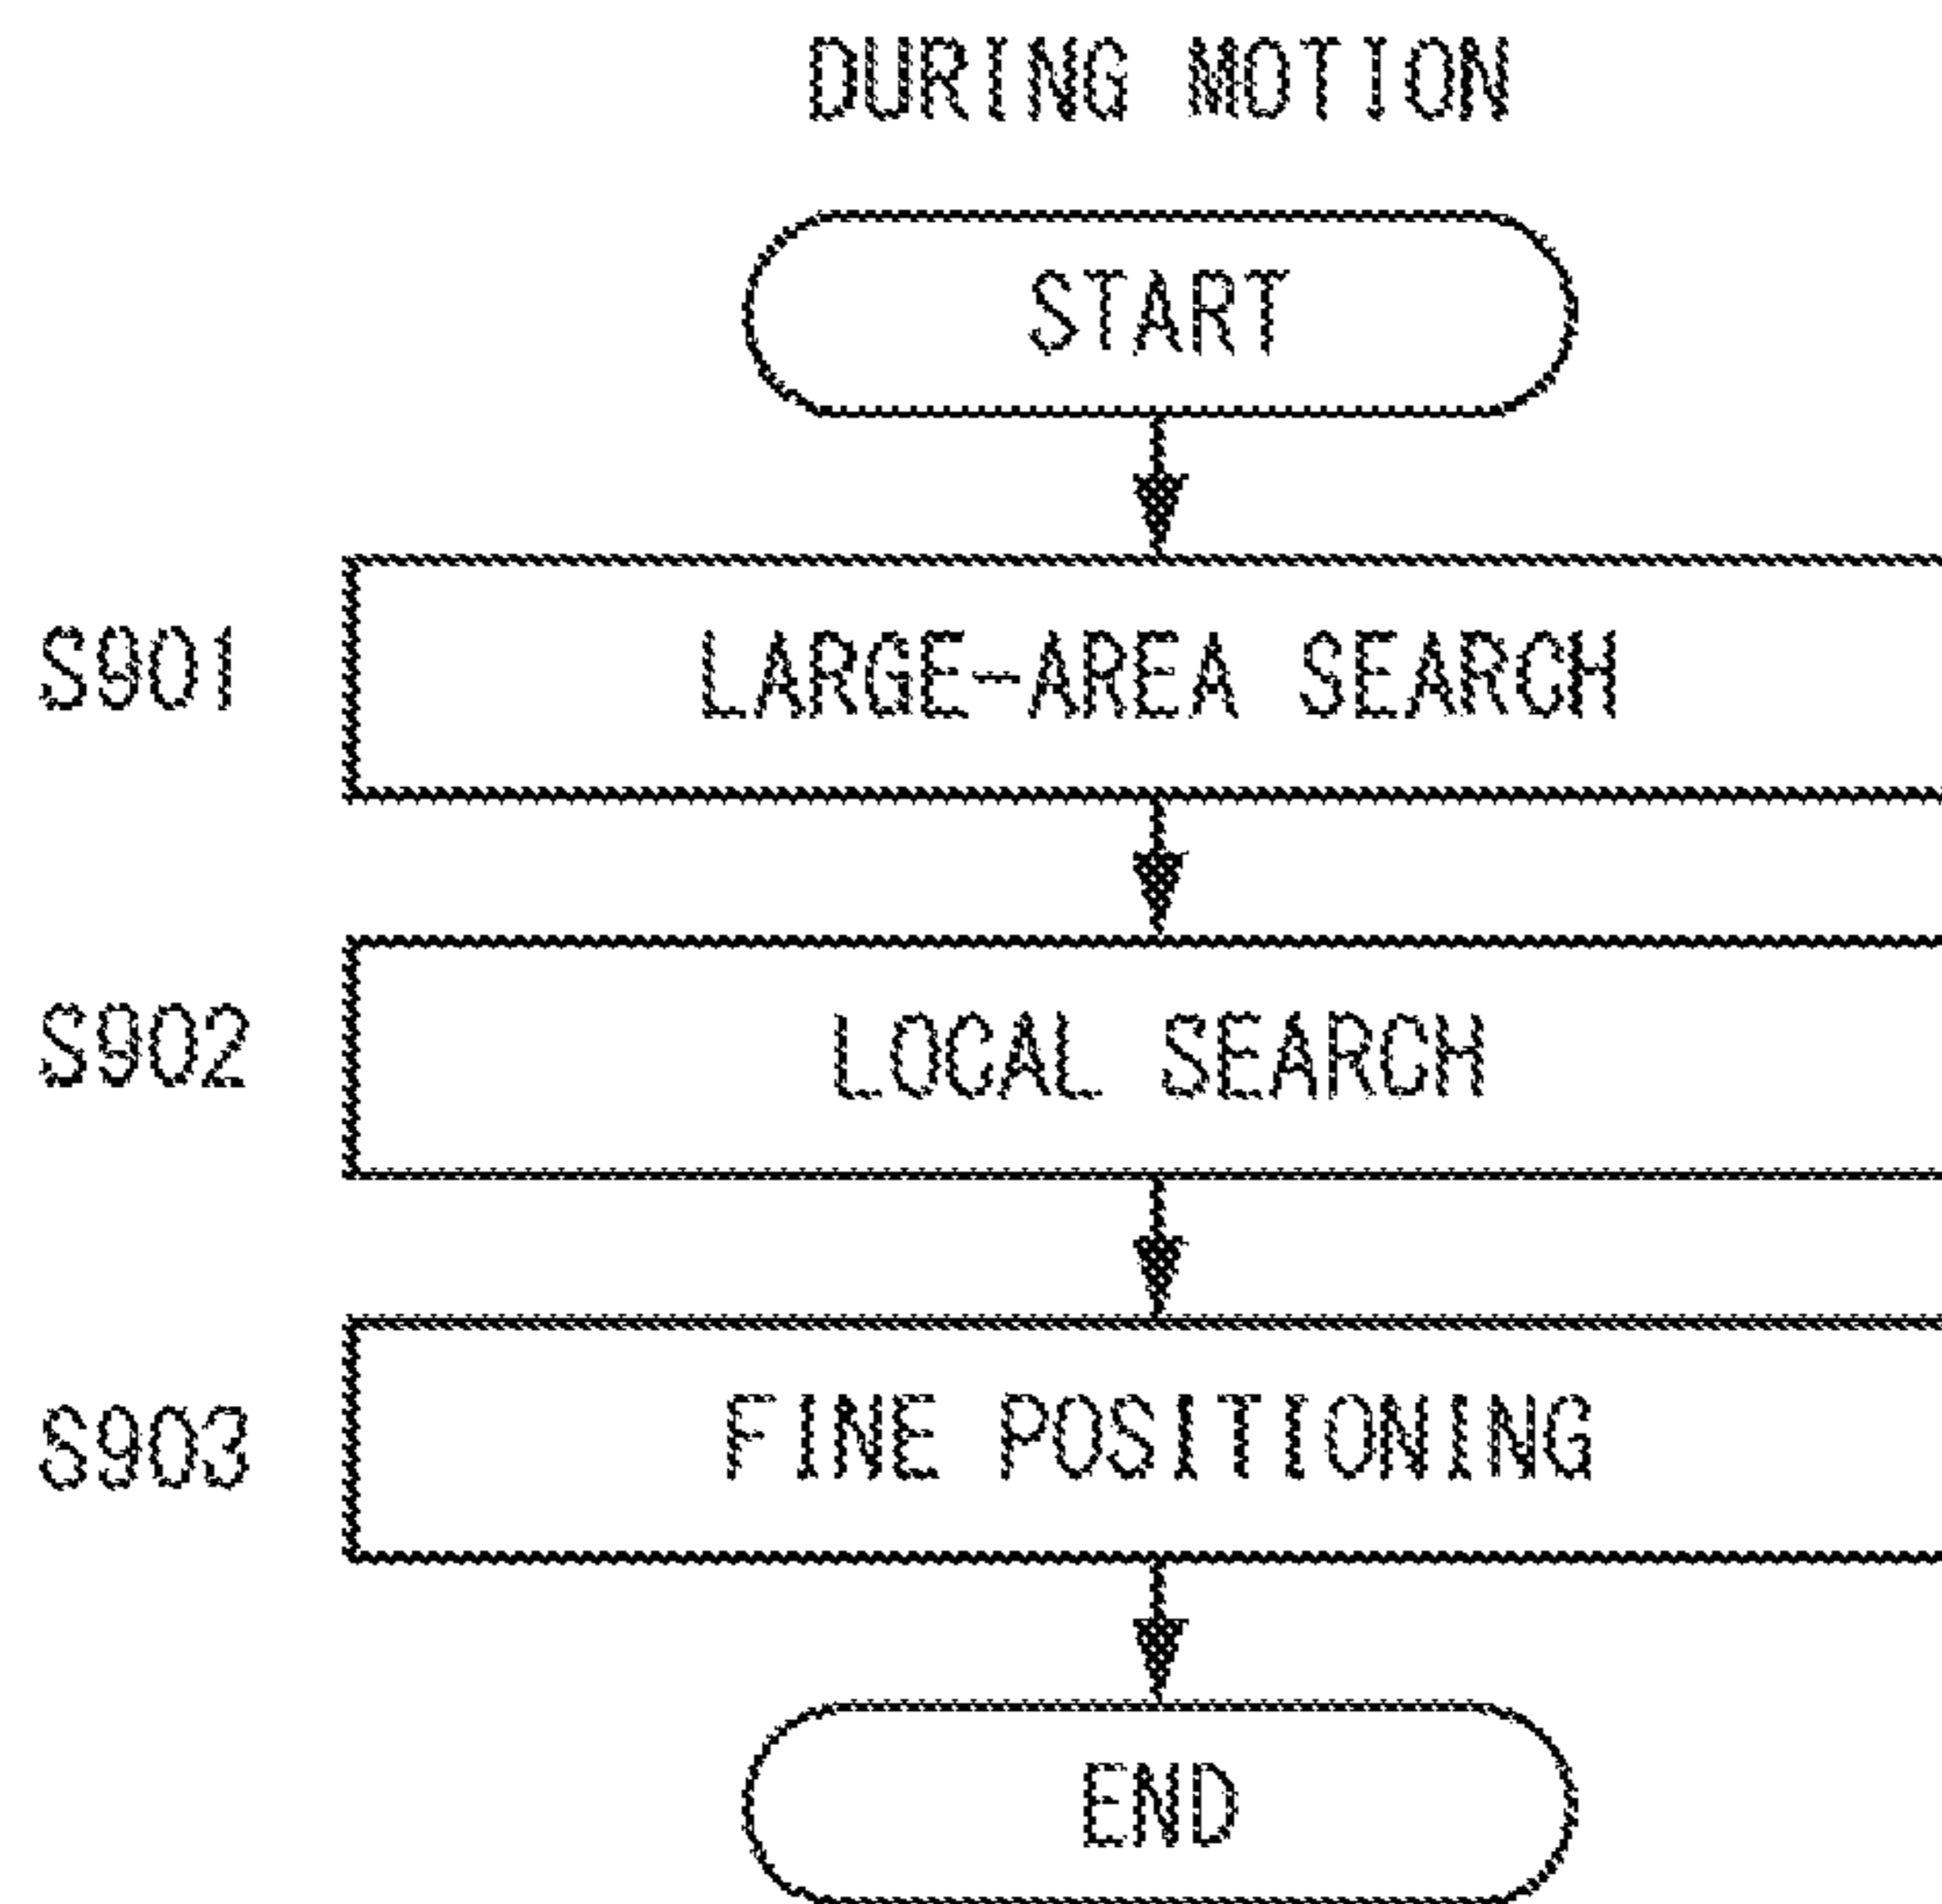 DURING MOTION
START
S901
LARGE-AREA SEARCH
S902
LOCAL SEARCH
S903
FINE POSITIONING
END